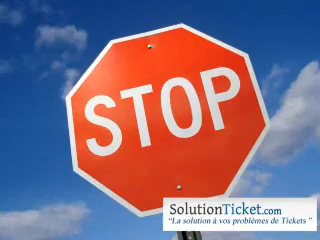 STOP
SolutionTicket.com
“La solution à vos problèmes de Tickets ”